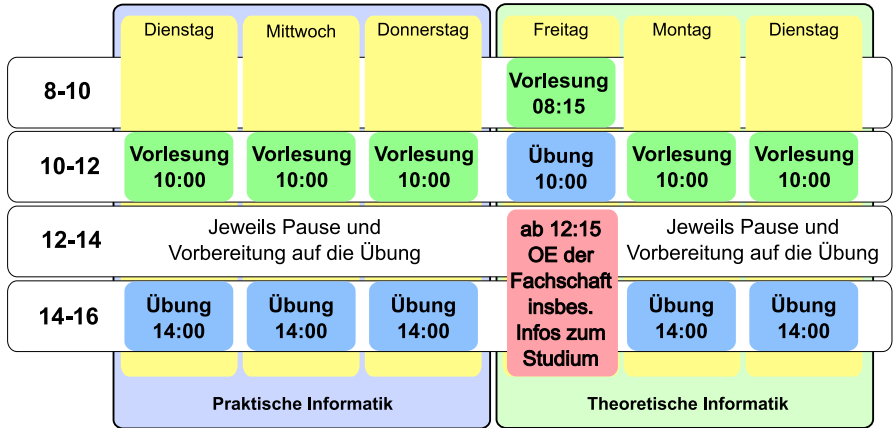 Dienstag Mittwoch Donnerstag Freitag Montag Dienstag
8-10
Vorlesung
08:15
10-12
Vorlesung
10:00
Vorlesung
10:00
Vorlesung
10:00
Übung
10:00
Vorlesung
10:00
Vorlesung
10:00
12-14
Jeweils Pause und
Vorbereitung auf die Übung
ab 12:15
OE der
Fachschaft
insbes.
Infos zum
Studium
Jeweils Pause und
Vorbereitung auf die Übung
14-16
Übung
14:00
Übung
14:00
Übung
14:00
Übung
14:00
Übung
14:00
Praktische Informatik
Theoretische Informatik